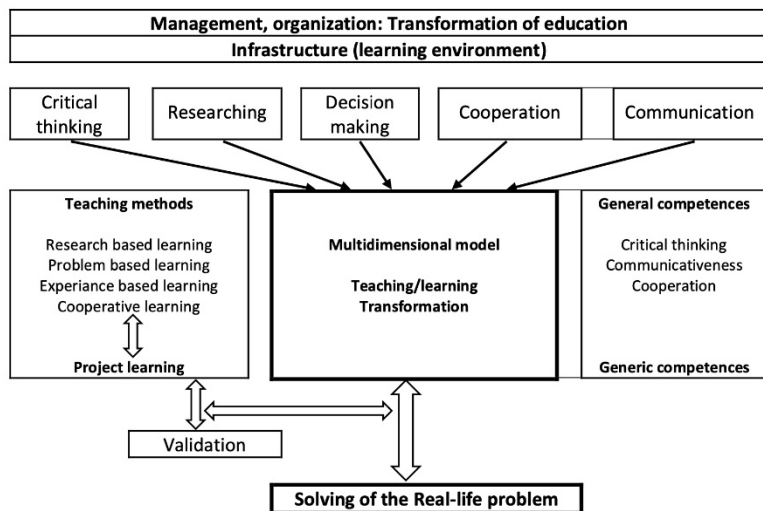 Management, organization: Transformation of education
Infrastructure (learning environment)
Critical
thinking
Researching
Decision
making
Cooperation
Communication
Teaching methods
Research based learning
Problem based learning
Experiance based learning
Cooperative learning
Project learning
Multidimensional model
Teaching/learning
Transformation
General competences
Critical thinking
Communicativeness
Cooperation
Generic competences
Validation
Solving of the Real-life problem